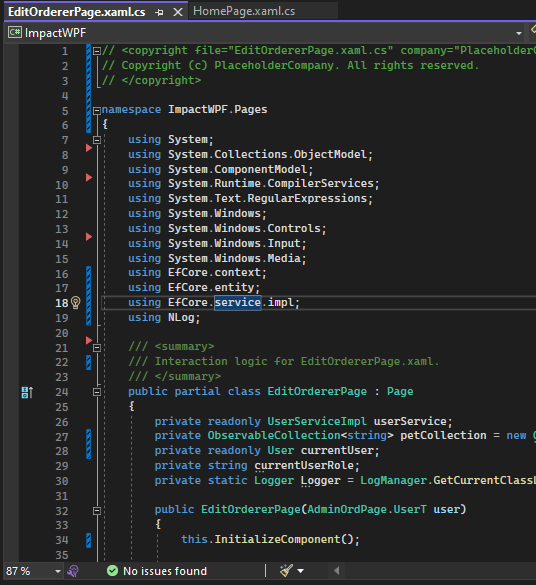 EditOrdererPage.xaml.cs HomePage.xaml.cs
ImpactWPF
1 // <copyright file="EditOrdererPage.xaml.cs" company="PlaceholderC
2 // Copyright (c) PlaceholderCompany. All rights reserved.
3 // </copyright>
4
5 namespace ImpactWPF.Pages
6 {
7 using System;
8 using System.Collections.ObjectModel;
9 using System.ComponentModel;
10 using System.Runtime.CompilerServices;
11 using System.Text.RegularExpressions;
12 using System.Windows;
13 using System.Windows.Controls;
14 using System.Windows.Input;
15 using System.Windows.Media;
16 using EfCore.context;
17 using EfCore.entity;
18 using EfCore.service.impl;
19 using NLog;
20
21 /// <summary>
22 /// Interaction logic for EditOrdererPage.xaml.
23 /// </summary>
24 public partial class EditOrdererPage : Page
25 {
26 private readonly UserServiceImpl userService;
27 private ObservableCollection<string> petCollection = new O
28 private readonly User currentUser;
29 private string currentUserRole;
30 private static Logger Logger = LogManager.GetCurrentClassL
31
32 public EditOrdererPage(AdminOrdPage.UserT user)
33 {
34 this.InitializeComponent();
35
87 % No issues found